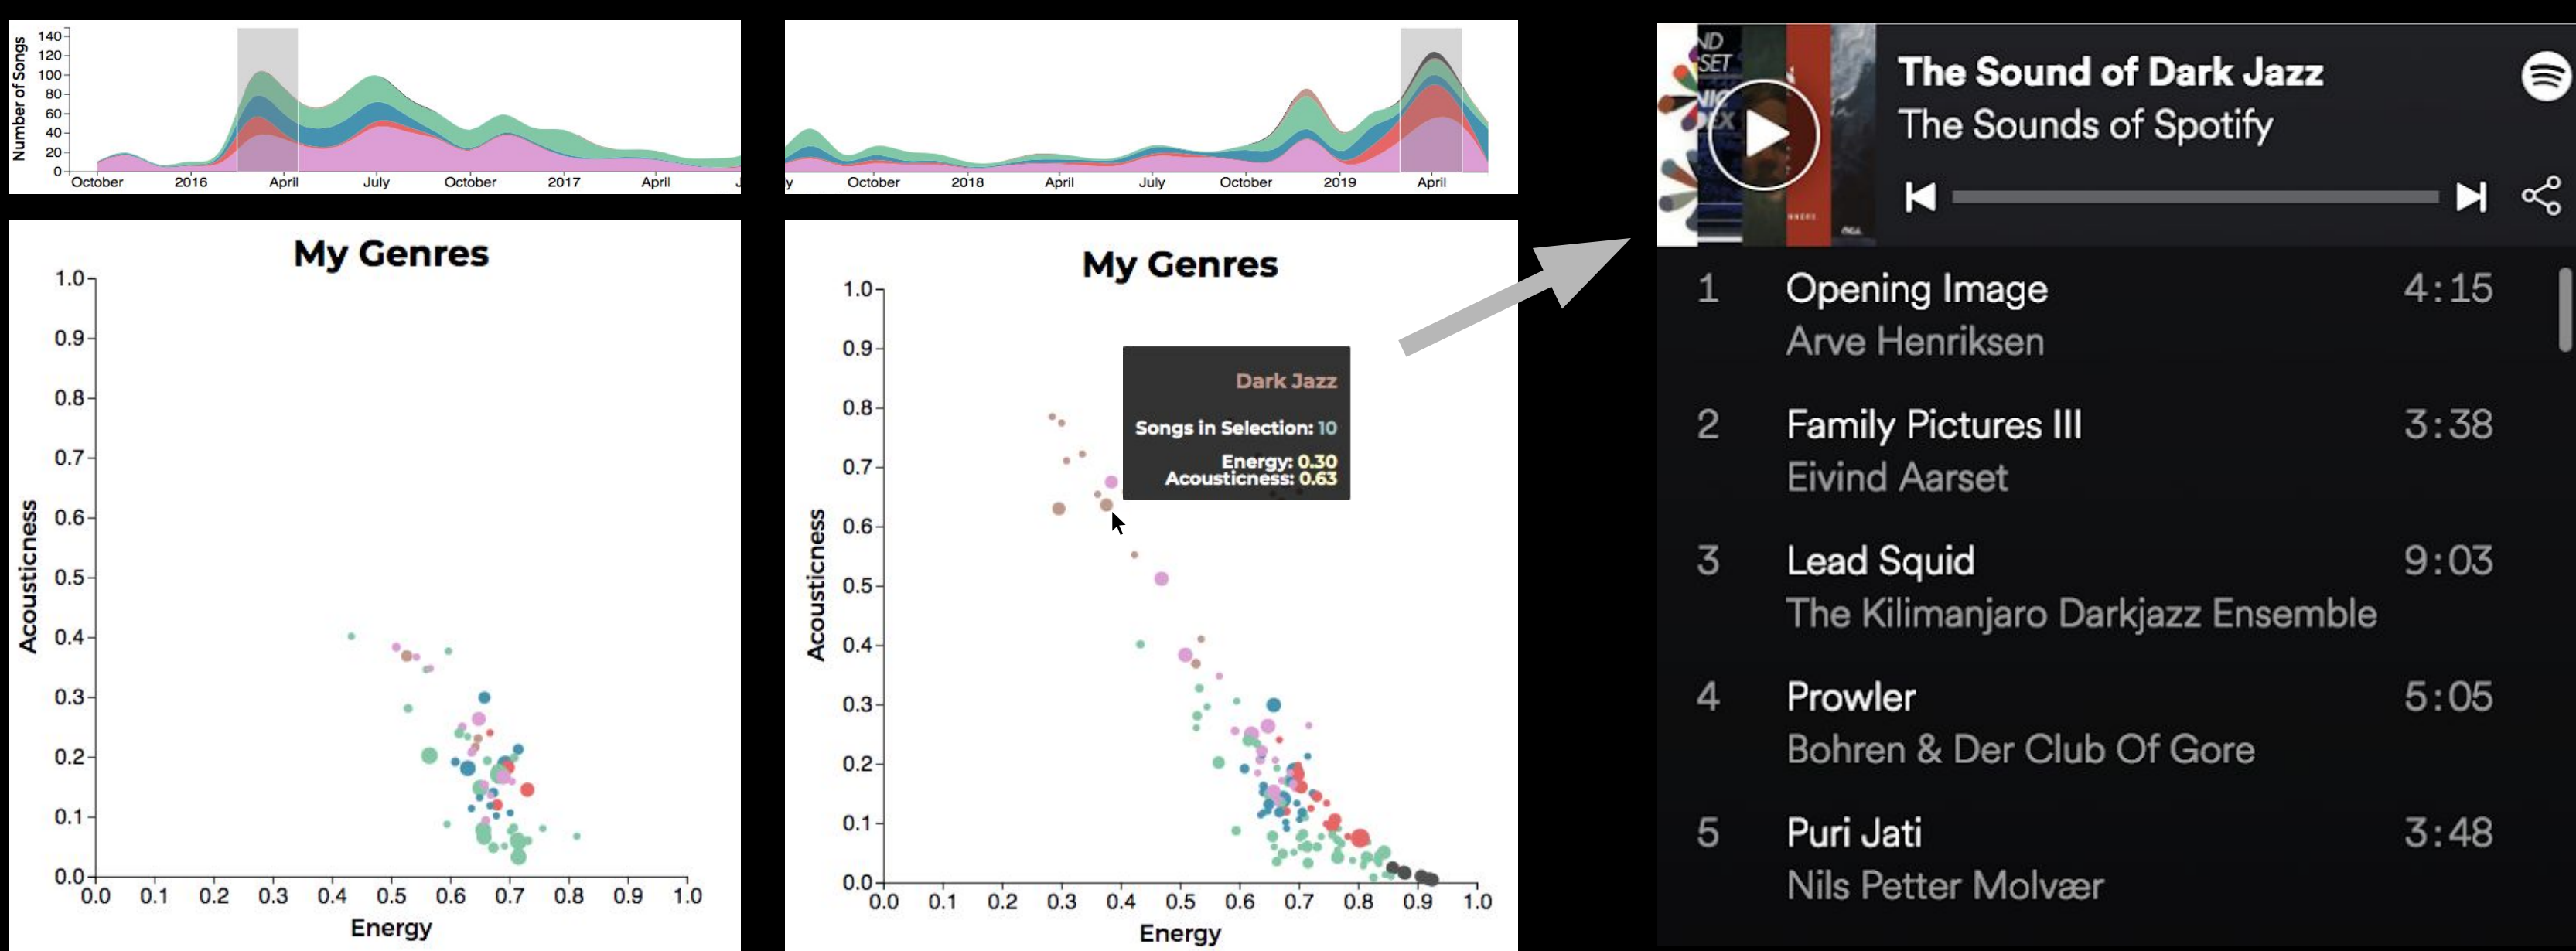 Number of Songs
140
120
100
80
60
40
20
0
October 2016 April July October 2017 April J
y October 2018 April July October 2019 April
My Genres
Acousticness
1.0
0.9
0.8
0.7
0.6
0.5
0.4
0.3
0.2
0.1
0.0
0.0 0.1 0.2 0.3 0.4 0.5 0.6 0.7 0.8 0.9 1.0
Energy
My Genres
Acousticness
1.0
0.9
0.8
0.7
0.6
0.5
0.4
0.3
0.2
0.1
0.0
Dark Jazz
Songs in Selection: 10
Energy: 0.30
Acousticness: 0.63
0.0 0.1 0.2 0.3 0.4 0.5 0.6 0.7 0.8 0.9 1.0
Energy
ND
SET
NIC
DEX
The Sound of Dark Jazz
The Sounds of Spotify
1 Opening Image 4:15
Arve Henriksen
2 Family Pictures III 3:38
Eivind Aarset
3 Lead Squid 9:03
The Kilimanjaro Darkjazz Ensemble
4 Prowler 5:05
Bohren & Der Club Of Gore
5 Puri Jati 3:48
Nils Petter Molvær